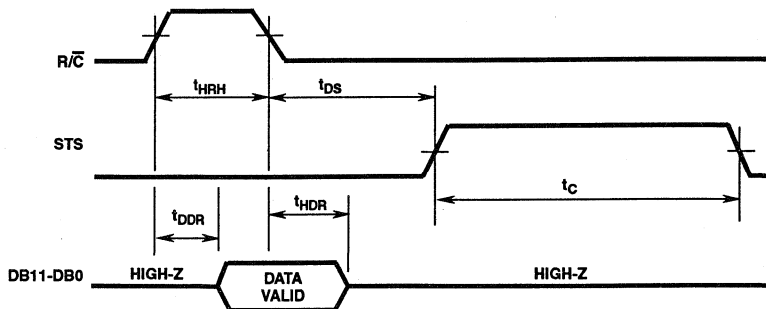 R/C̅
tHRH
tDS
STS
tC
tDDR
tHDR
DB11-DB0
HIGH-Z
DATA VALID
HIGH-Z